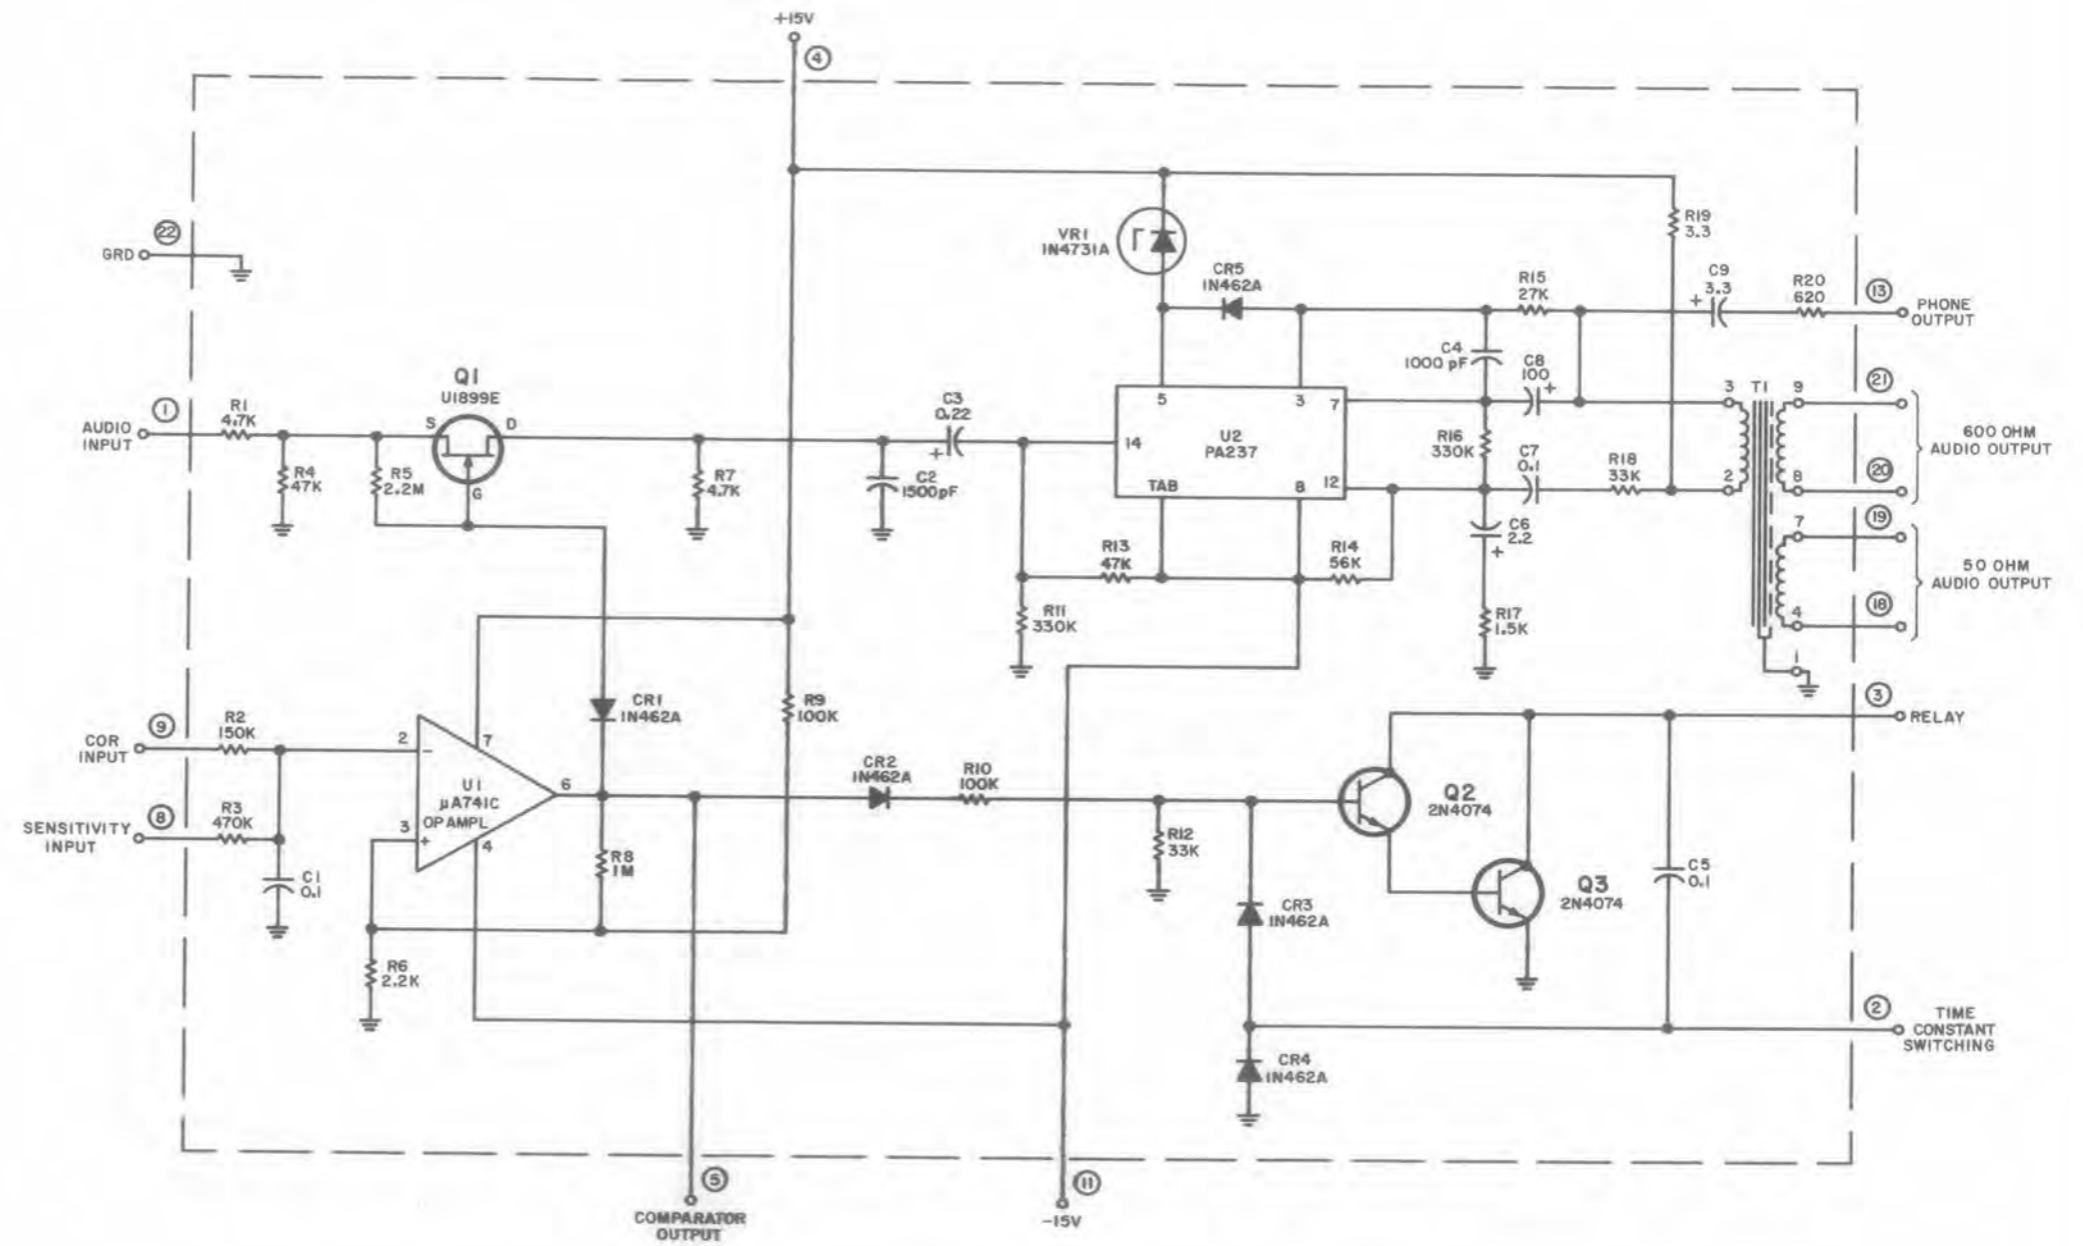 +15V
4
22
GRD
VR1
1N4731A
R19
3.3
CR5
1N462A
R15
27K
C9
3.3
+
R20
620
13
PHONE
OUTPUT
C4
1000 pF
C8
100
+
Q1
U1899E
1
AUDIO
INPUT
R1
4.7K
S
D
G
R4
47K
R5
2.2M
R7
4.7K
C3
0.22
+
C2
1500pF
5
3
7
14
U2
PA237
TAB
8
12
R16
330K
C7
0.1
R18
33K
3
T1
9
2
8
7
4
1
21
600 OHM
AUDIO OUTPUT
20
19
50 OHM
AUDIO OUTPUT
18
R13
47K
R14
56K
C6
2.2
+
R11
330K
R17
1.5K
3
RELAY
CR1
1N462A
R9
100K
9
COR
INPUT
R2
150K
2
−
7
U1
µA741C
OP AMPL
6
3
+
4
8
SENSITIVITY
INPUT
R3
470K
CR2
1N462A
R10
100K
Q2
2N4074
R12
33K
R8
1M
C1
0.1
Q3
2N4074
C5
0.1
CR3
1N462A
R6
2.2K
2
TIME
CONSTANT
SWITCHING
CR4
1N462A
5
COMPARATOR
OUTPUT
11
-15V